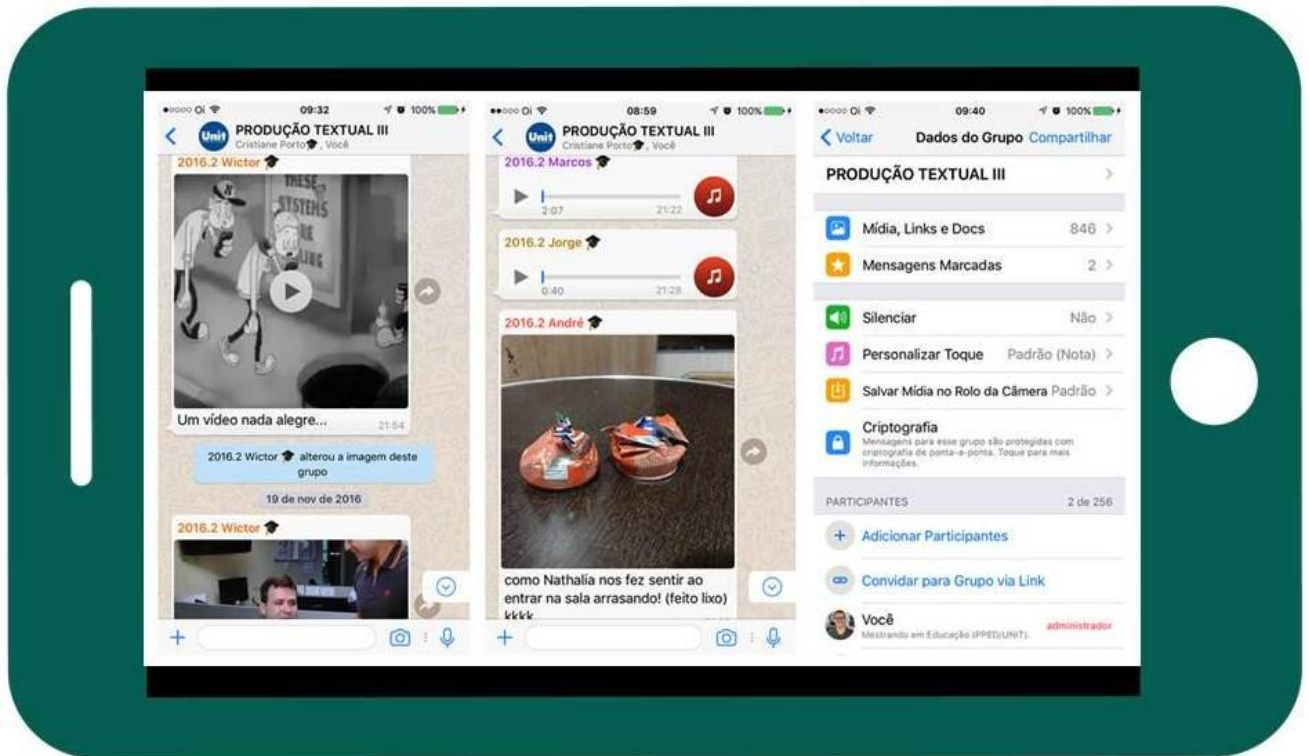 Oi 09:32 100%
Unit PRODUÇÃO TEXTUAL III
Cristiane Porto, Você
2016.2 Wictor
THESE
SYSTEMS
ARE
Um vídeo nada alegre...
21:54
2016.2 Wictor alterou a imagem deste
grupo
19 de nov de 2016
2016.2 Wictor
Oi 08:59 100%
Unit PRODUÇÃO TEXTUAL III
Cristiane Porto, Você
2016.2 Marcos
2:07 21:22
2016.2 Jorge
0:40 21:28
2016.2 André
como Nathalia nos fez sentir ao
entrar na sala arrasando! (feito lixo)
kkkk
Oi 09:40 100%
Voltar Dados do Grupo Compartilhar
PRODUÇÃO TEXTUAL III
Mídia, Links e Docs 846
Mensagens Marcadas 2
Silenciar Não
Personalizar Toque Padrão (Nota)
Salvar Mídia no Rolo da Câmera Padrão
Criptografia
Mensagens para esse grupo são protegidas com
criptografia de ponta-a-ponta. Toque para mais
informações.
PARTICIPANTES 2 de 256
Adicionar Participantes
Convidar para Grupo via Link
Você administrador
Mestrando em Educação (PPED/UNIT).